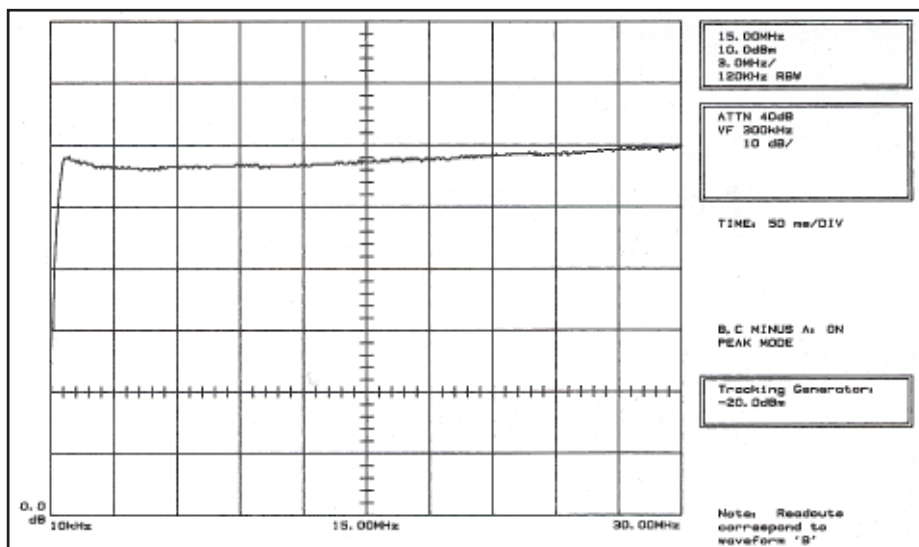 15.00MHz
10.0dBm
3.0MHz/
120KHz RBW
ATTN 40dB
VF 300kHz
10 dB/
TIME: 50 ms/DIV
B,C MINUS A: ON
PEAK MODE
Tracking Generator:
-20.0dBm
0.0
dB
10kHz
15.00MHz
30.00MHz
Note: Readouts
correspond to
waveform 'B'